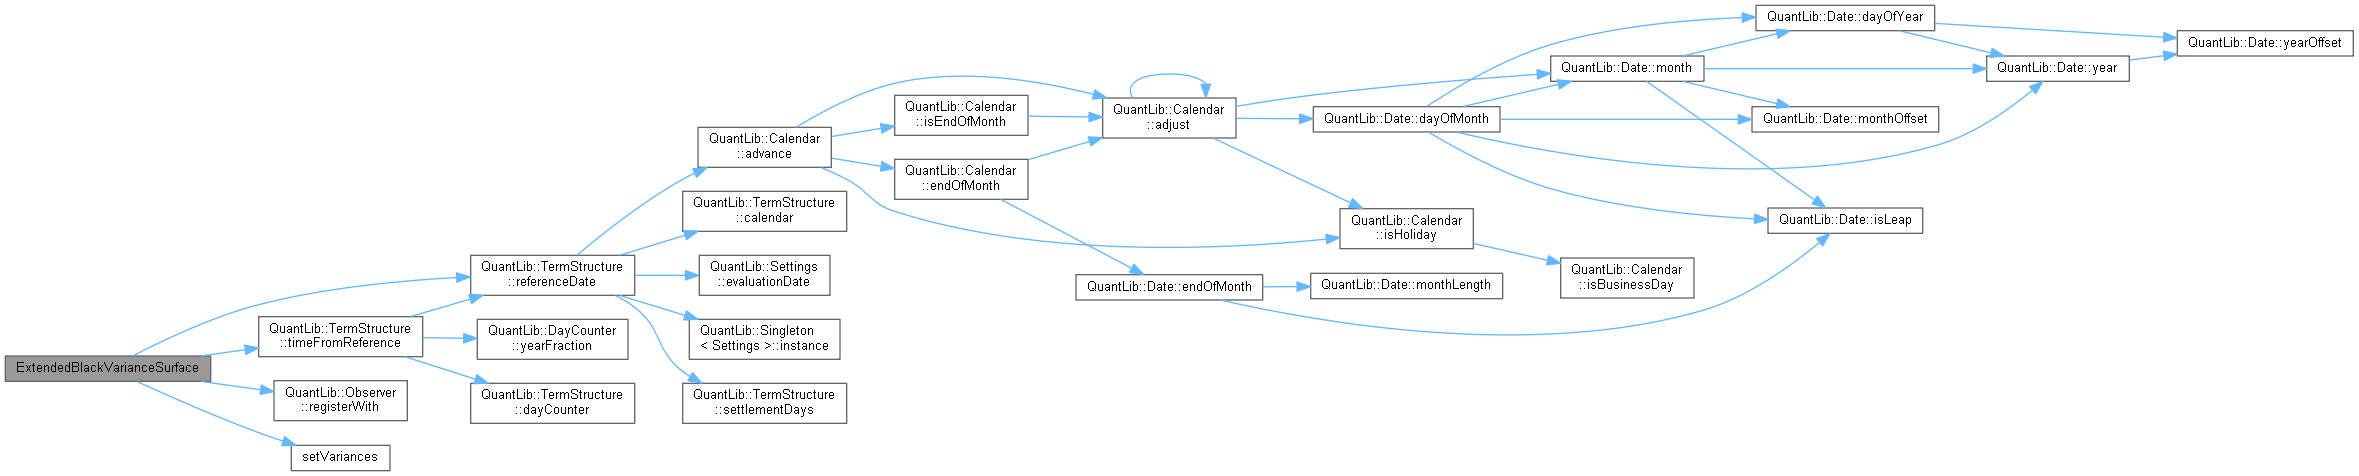 ExtendedBlackVarianceSurface
QuantLib::TermStructure
::referenceDate
QuantLib::TermStructure
::timeFromReference
QuantLib::Observer
::registerWith
setVariances
QuantLib::Calendar
::advance
QuantLib::TermStructure
::calendar
QuantLib::Settings
::evaluationDate
QuantLib::Singleton
< Settings >::instance
QuantLib::TermStructure
::settlementDays
QuantLib::DayCounter
::yearFraction
QuantLib::TermStructure
::dayCounter
QuantLib::Calendar
::isEndOfMonth
QuantLib::Calendar
::endOfMonth
QuantLib::Calendar
::adjust
QuantLib::Date::endOfMonth
QuantLib::Date::dayOfMonth
QuantLib::Calendar
::isHoliday
QuantLib::Date::monthLength
QuantLib::Date::month
QuantLib::Calendar
::isBusinessDay
QuantLib::Date::dayOfYear
QuantLib::Date::monthOffset
QuantLib::Date::isLeap
QuantLib::Date::year
QuantLib::Date::yearOffset